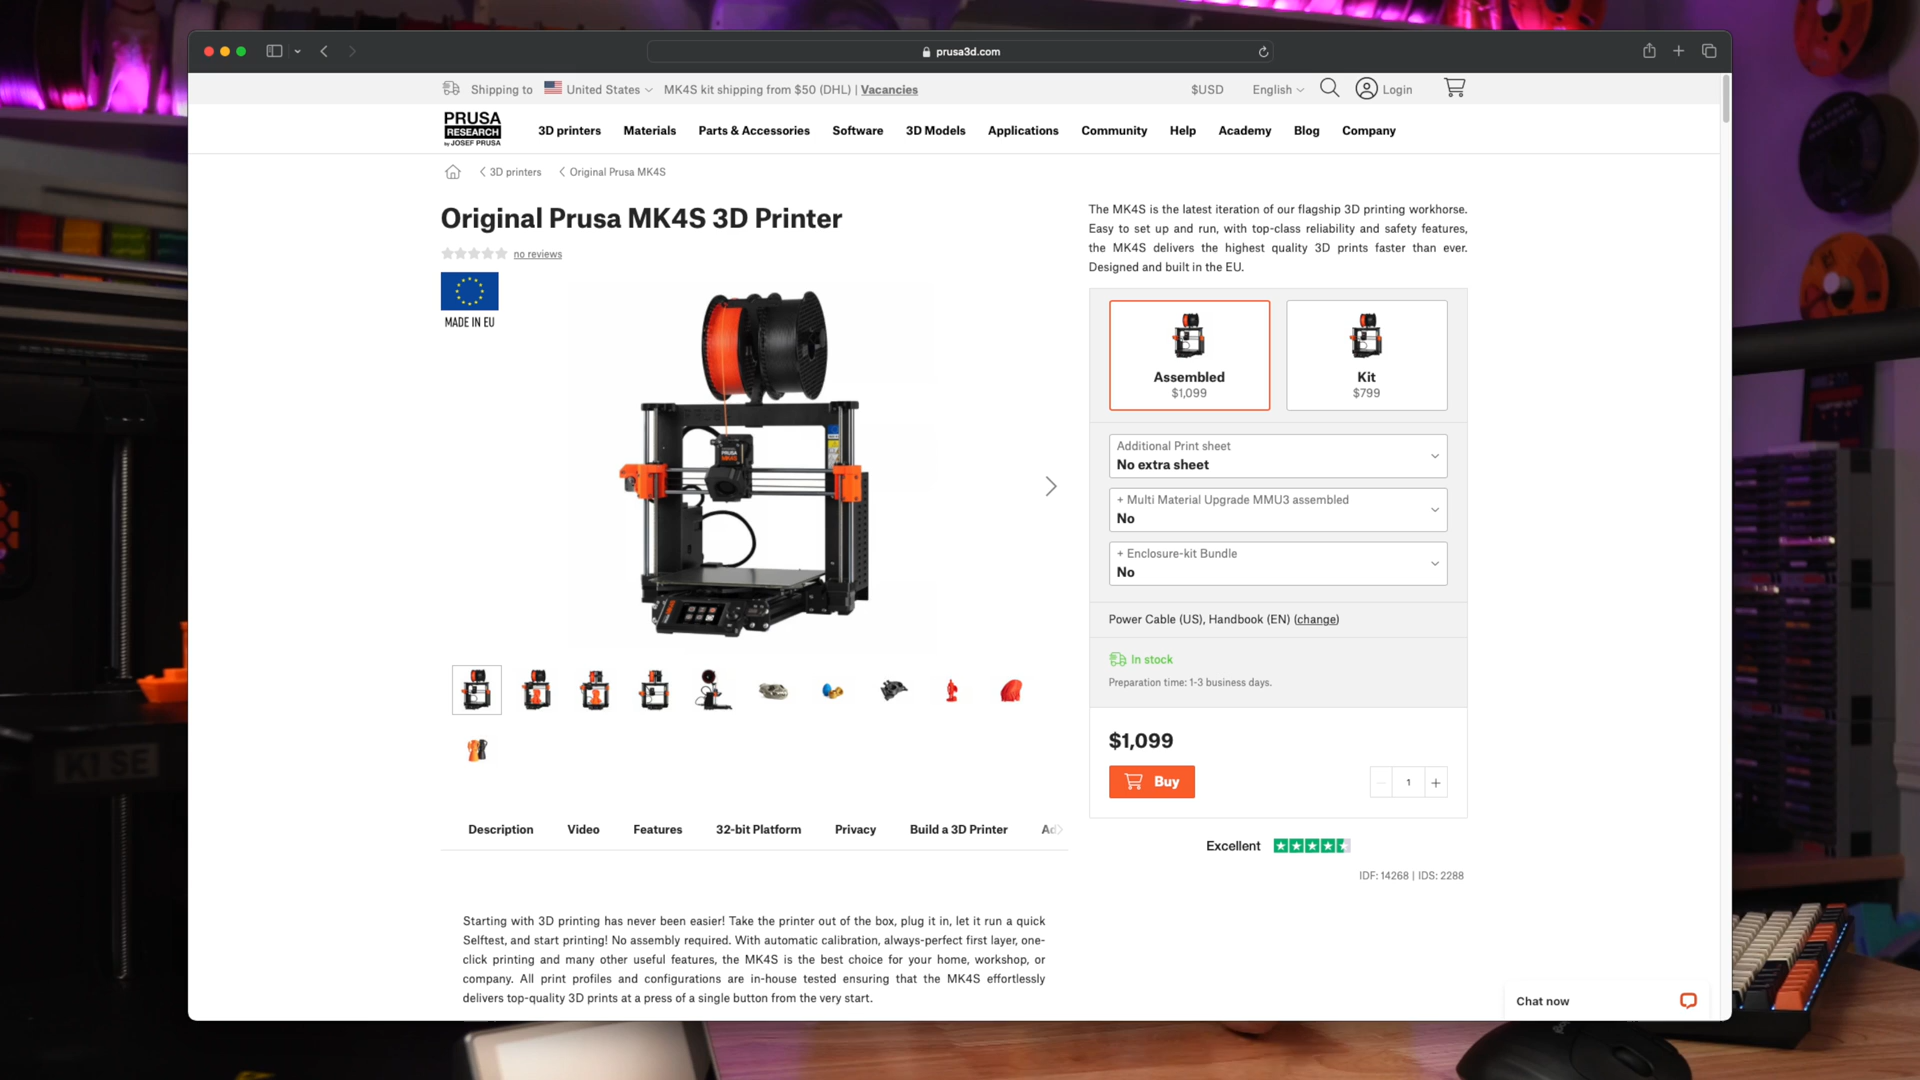 prusa3d.com
Shipping to United States MK4S kit shipping from $50 (DHL) | Vacancies
$USD English Login
PRUSA
RESEARCH
by JOSEF PRUSA
3D printers Materials Parts & Accessories Software 3D Models Applications Community Help Academy Blog Company
3D printers Original Prusa MK4S
Original Prusa MK4S 3D Printer
no reviews
MADE IN EU
The MK4S is the latest iteration of our flagship 3D printing workhorse.
Easy to set up and run, with top-class reliability and safety features,
the MK4S delivers the highest quality 3D prints faster than ever.
Designed and built in the EU.
Assembled
$1,099
Kit
$799
Additional Print sheet
No extra sheet
+ Multi Material Upgrade MMU3 assembled
No
+ Enclosure-kit Bundle
No
Power Cable (US), Handbook (EN) (change)
In stock
Preparation time: 1-3 business days.
$1,099
Buy
1
Description Video Features 32-bit Platform Privacy Build a 3D Printer Ad
Excellent
IDF: 14268 | IDS: 2288
Starting with 3D printing has never been easier! Take the printer out of the box, plug it in, let it run a quick
Selftest, and start printing! No assembly required. With automatic calibration, always-perfect first layer, one-
click printing and many other useful features, the MK4S is the best choice for your home, workshop, or
company. All print profiles and configurations are in-house tested ensuring that the MK4S effortlessly
delivers top-quality 3D prints at a press of a single button from the very start.
Chat now
K1 SE